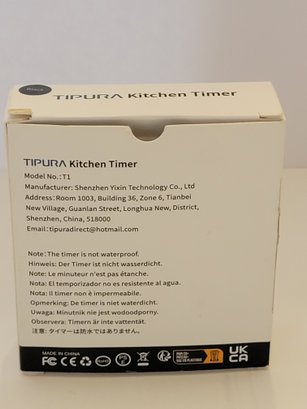 Black
TIPURA Kitchen Timer
TIPURA Kitchen Timer
Model No.:T1
Manufacturer: Shenzhen Yixin Technology Co., Ltd
Address:Room 1003, Building 36, Zone 6, Tianbei
New Village, Guanlan Street, Longhua New, District,
Shenzhen, China, 518000
Email: tipuradirect@hotmail.com
Note: The timer is not waterproof.
Hinweis: Der Timer ist nicht wasserdicht.
Note: Le minuteur n'est pas étanche.
Nota: El temporizador no es resistente al agua.
Nota: Il timer non è impermeabile.
Opmerking: De timer is niet waterdicht.
Uwaga: Minutnik nie jest wodoodporny.
Observera: Timern är inte vattentät.
注意: タイマーは防水ではありません。
MADE IN CHINA
CE FC RoHS
UK
CA